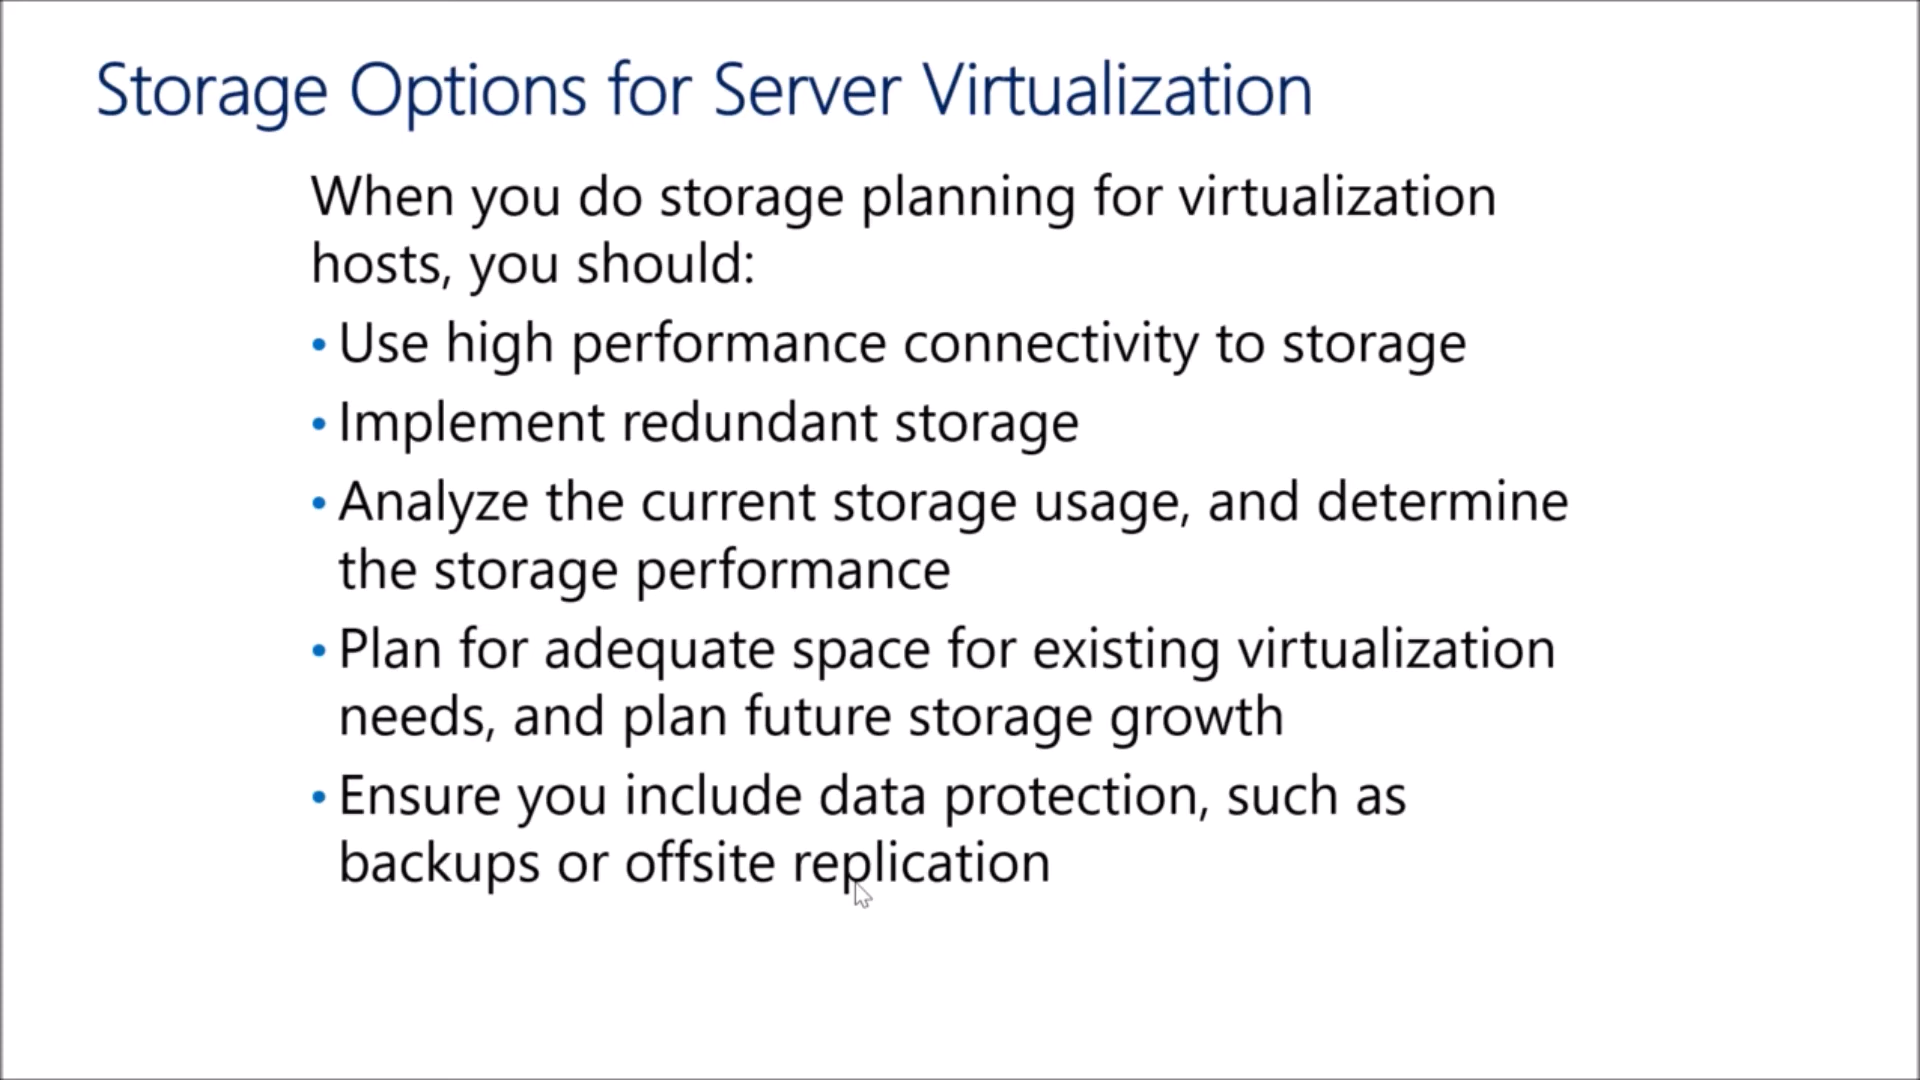 Storage Options for Server Virtualization
When you do storage planning for virtualization
hosts, you should:
• Use high performance connectivity to storage
• Implement redundant storage
• Analyze the current storage usage, and determine
the storage performance
• Plan for adequate space for existing virtualization
needs, and plan future storage growth
• Ensure you include data protection, such as
backups or offsite replication